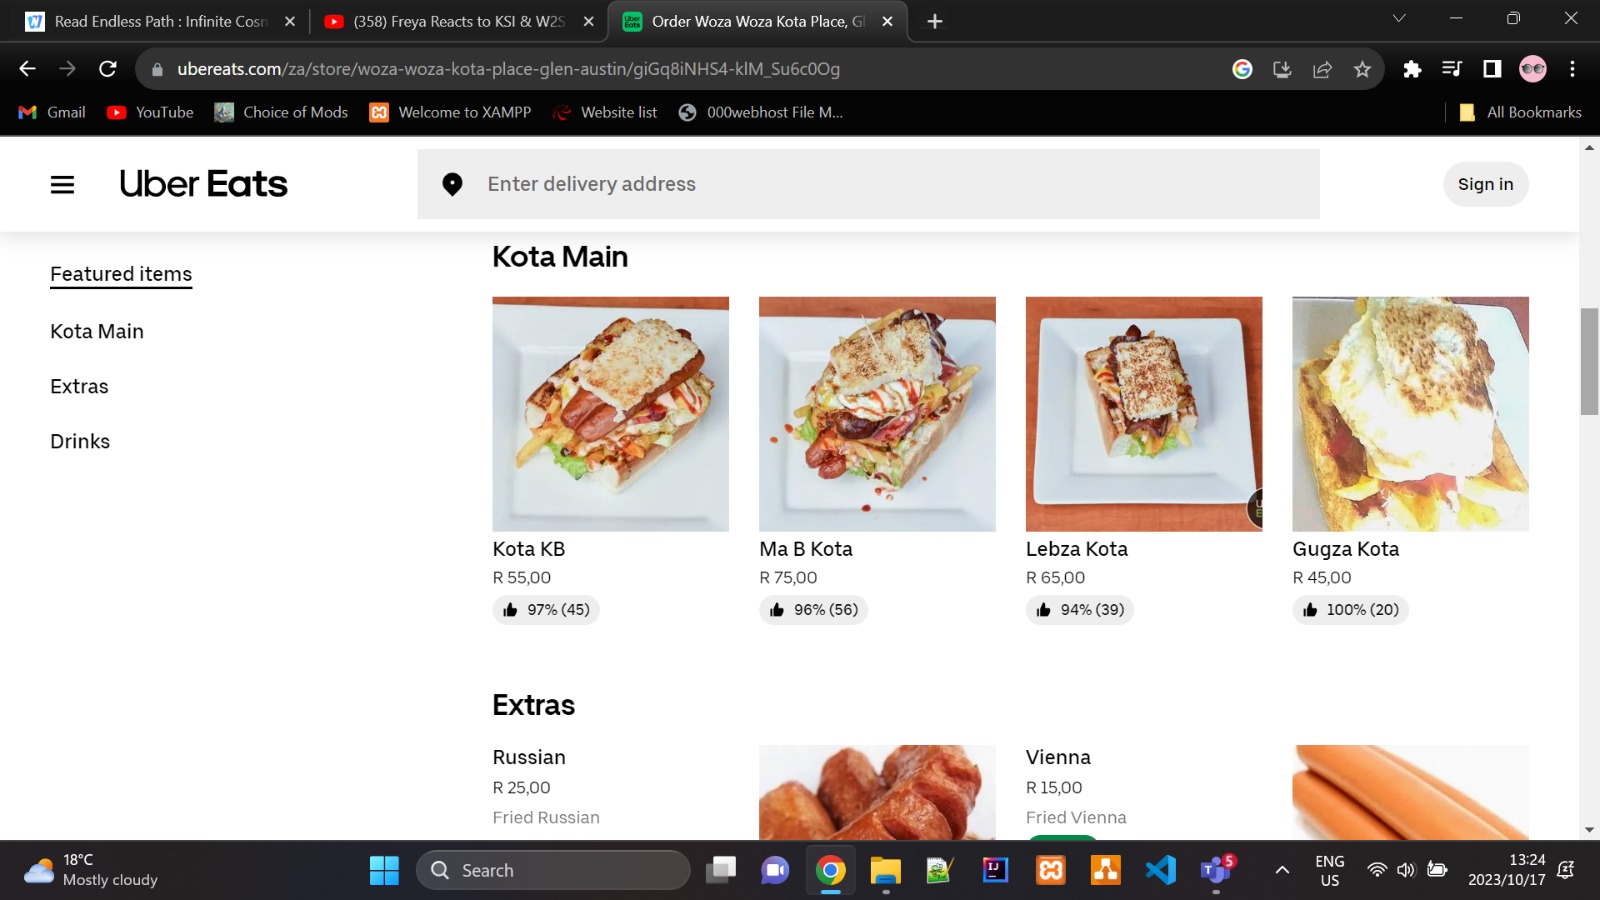 Read Endless Path : Infinite Cosm
(358) Freya Reacts to KSI & W2S
Order Woza Woza Kota Place, Gl
ubereats.com/za/store/woza-woza-kota-place-glen-austin/giGq8iNHS4-klM_Su6c0Og
Gmail
YouTube
Choice of Mods
Welcome to XAMPP
Website list
000webhost File M...
All Bookmarks
Uber Eats
Enter delivery address
Sign in
Featured items
Kota Main
Extras
Drinks
Kota Main
Kota KB
R 55,00
97% (45)
Ma B Kota
R 75,00
96% (56)
Lebza Kota
R 65,00
94% (39)
Gugza Kota
R 45,00
100% (20)
Extras
Russian
R 25,00
Fried Russian
Vienna
R 15,00
Fried Vienna
18°C
Mostly cloudy
Search
5
ENG
US
13:24
2023/10/17